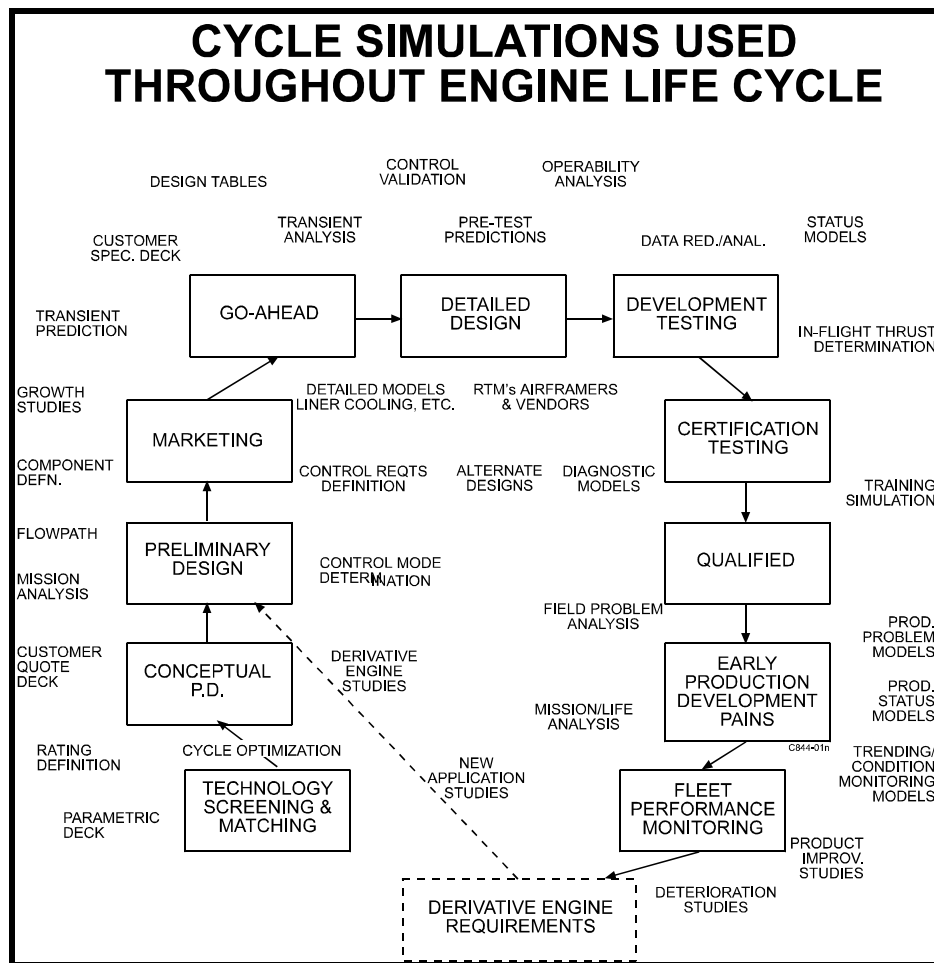 CYCLE SIMULATIONS USED
THROUGHOUT ENGINE LIFE CYCLE
CONTROL
VALIDATION
OPERABILITY
ANALYSIS
DESIGN TABLES
TRANSIENT
ANALYSIS
PRE-TEST
PREDICTIONS
STATUS
MODELS
CUSTOMER
SPEC. DECK
DATA RED./ANAL.
GO-AHEAD
DETAILED
DESIGN
DEVELOPMENT
TESTING
TRANSIENT
PREDICTION
IN-FLIGHT THRUST
DETERMINATION
GROWTH
STUDIES
DETAILED MODELS
LINER COOLING, ETC.
RTM's AIRFRAMERS
& VENDORS
MARKETING
CERTIFICATION
TESTING
COMPONENT
DEFN.
CONTROL REQTS
DEFINITION
ALTERNATE
DESIGNS
DIAGNOSTIC
MODELS
TRAINING
SIMULATION
FLOWPATH
PRELIMINARY
DESIGN
QUALIFIED
MISSION
ANALYSIS
CONTROL MODE
DETERMINATION
FIELD PROBLEM
ANALYSIS
PROD.
PROBLEM
MODELS
CUSTOMER
QUOTE
DECK
CONCEPTUAL
P.D.
DERIVATIVE
ENGINE
STUDIES
EARLY
PRODUCTION
DEVELOPMENT
PAINS
PROD.
STATUS
MODELS
MISSION/LIFE
ANALYSIS
C844-01n
RATING
DEFINITION
CYCLE OPTIMIZATION
NEW
APPLICATION
STUDIES
TRENDING/
CONDITION
MONITORING
MODELS
TECHNOLOGY
SCREENING &
MATCHING
FLEET
PERFORMANCE
MONITORING
PARAMETRIC
DECK
PRODUCT
IMPROV.
STUDIES
DETERIORATION
STUDIES
DERIVATIVE ENGINE
REQUIREMENTS